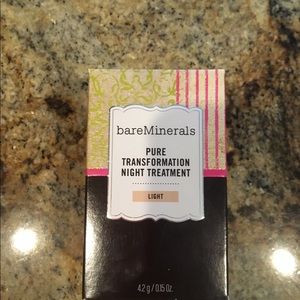 bareMinerals
PURE
TRANSFORMATION
NIGHT TREATMENT
LIGHT
4.2 g / 0.15 Oz.